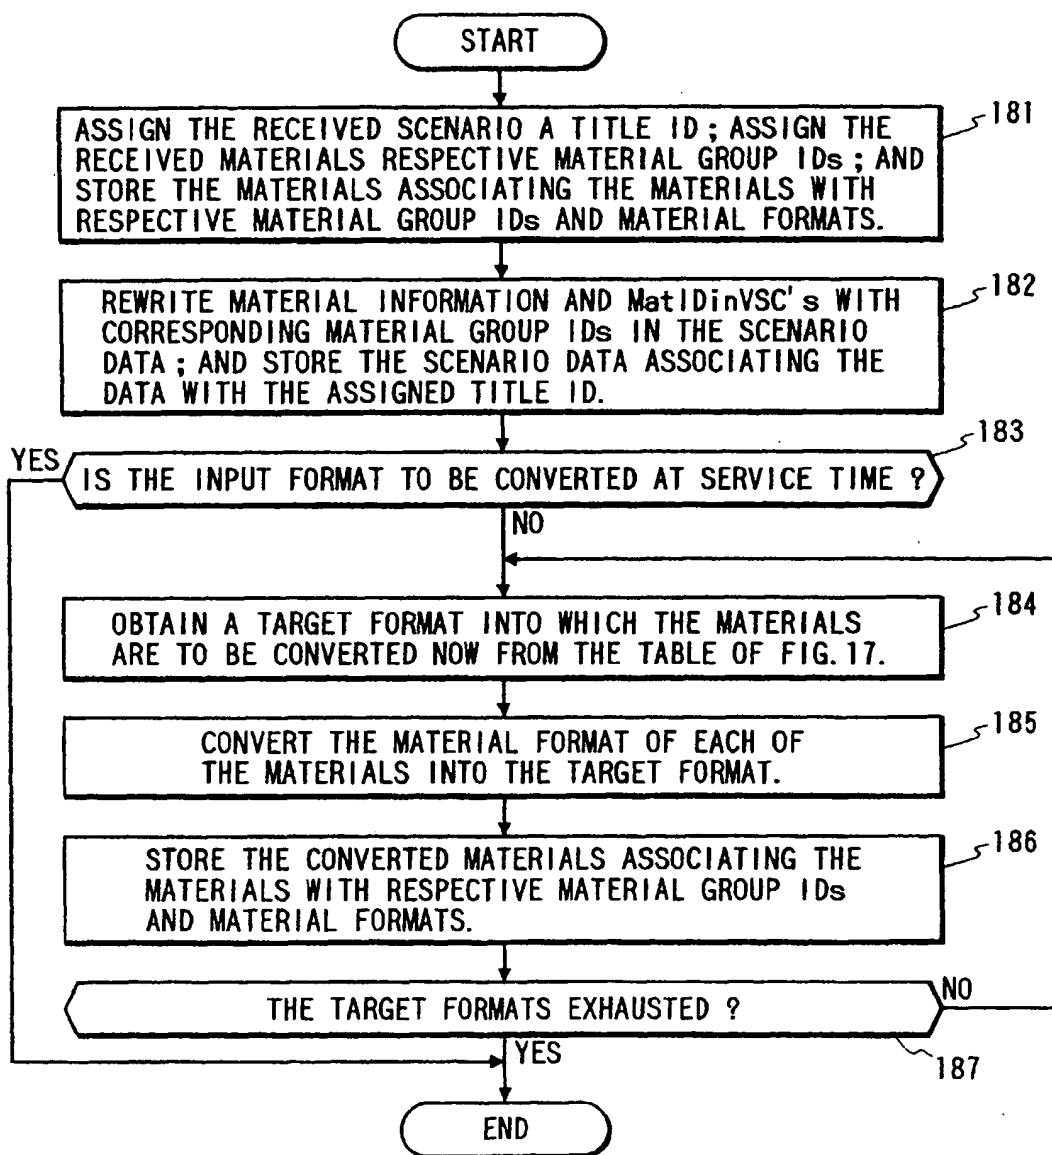 START
181
ASSIGN THE RECEIVED SCENARIO A TITLE ID; ASSIGN THE
RECEIVED MATERIALS RESPECTIVE MATERIAL GROUP IDs; AND
STORE THE MATERIALS ASSOCIATING THE MATERIALS WITH
RESPECTIVE MATERIAL GROUP IDs AND MATERIAL FORMATS.
182
REWRITE MATERIAL INFORMATION AND MatIDinVSC's WITH
CORRESPONDING MATERIAL GROUP IDs IN THE SCENARIO
DATA; AND STORE THE SCENARIO DATA ASSOCIATING THE
DATA WITH THE ASSIGNED TITLE ID.
183
YES
IS THE INPUT FORMAT TO BE CONVERTED AT SERVICE TIME ?
NO
184
OBTAIN A TARGET FORMAT INTO WHICH THE MATERIALS
ARE TO BE CONVERTED NOW FROM THE TABLE OF FIG. 17.
185
CONVERT THE MATERIAL FORMAT OF EACH OF
THE MATERIALS INTO THE TARGET FORMAT.
186
STORE THE CONVERTED MATERIALS ASSOCIATING THE
MATERIALS WITH RESPECTIVE MATERIAL GROUP IDs
AND MATERIAL FORMATS.
THE TARGET FORMATS EXHAUSTED ?
NO
YES
187
END